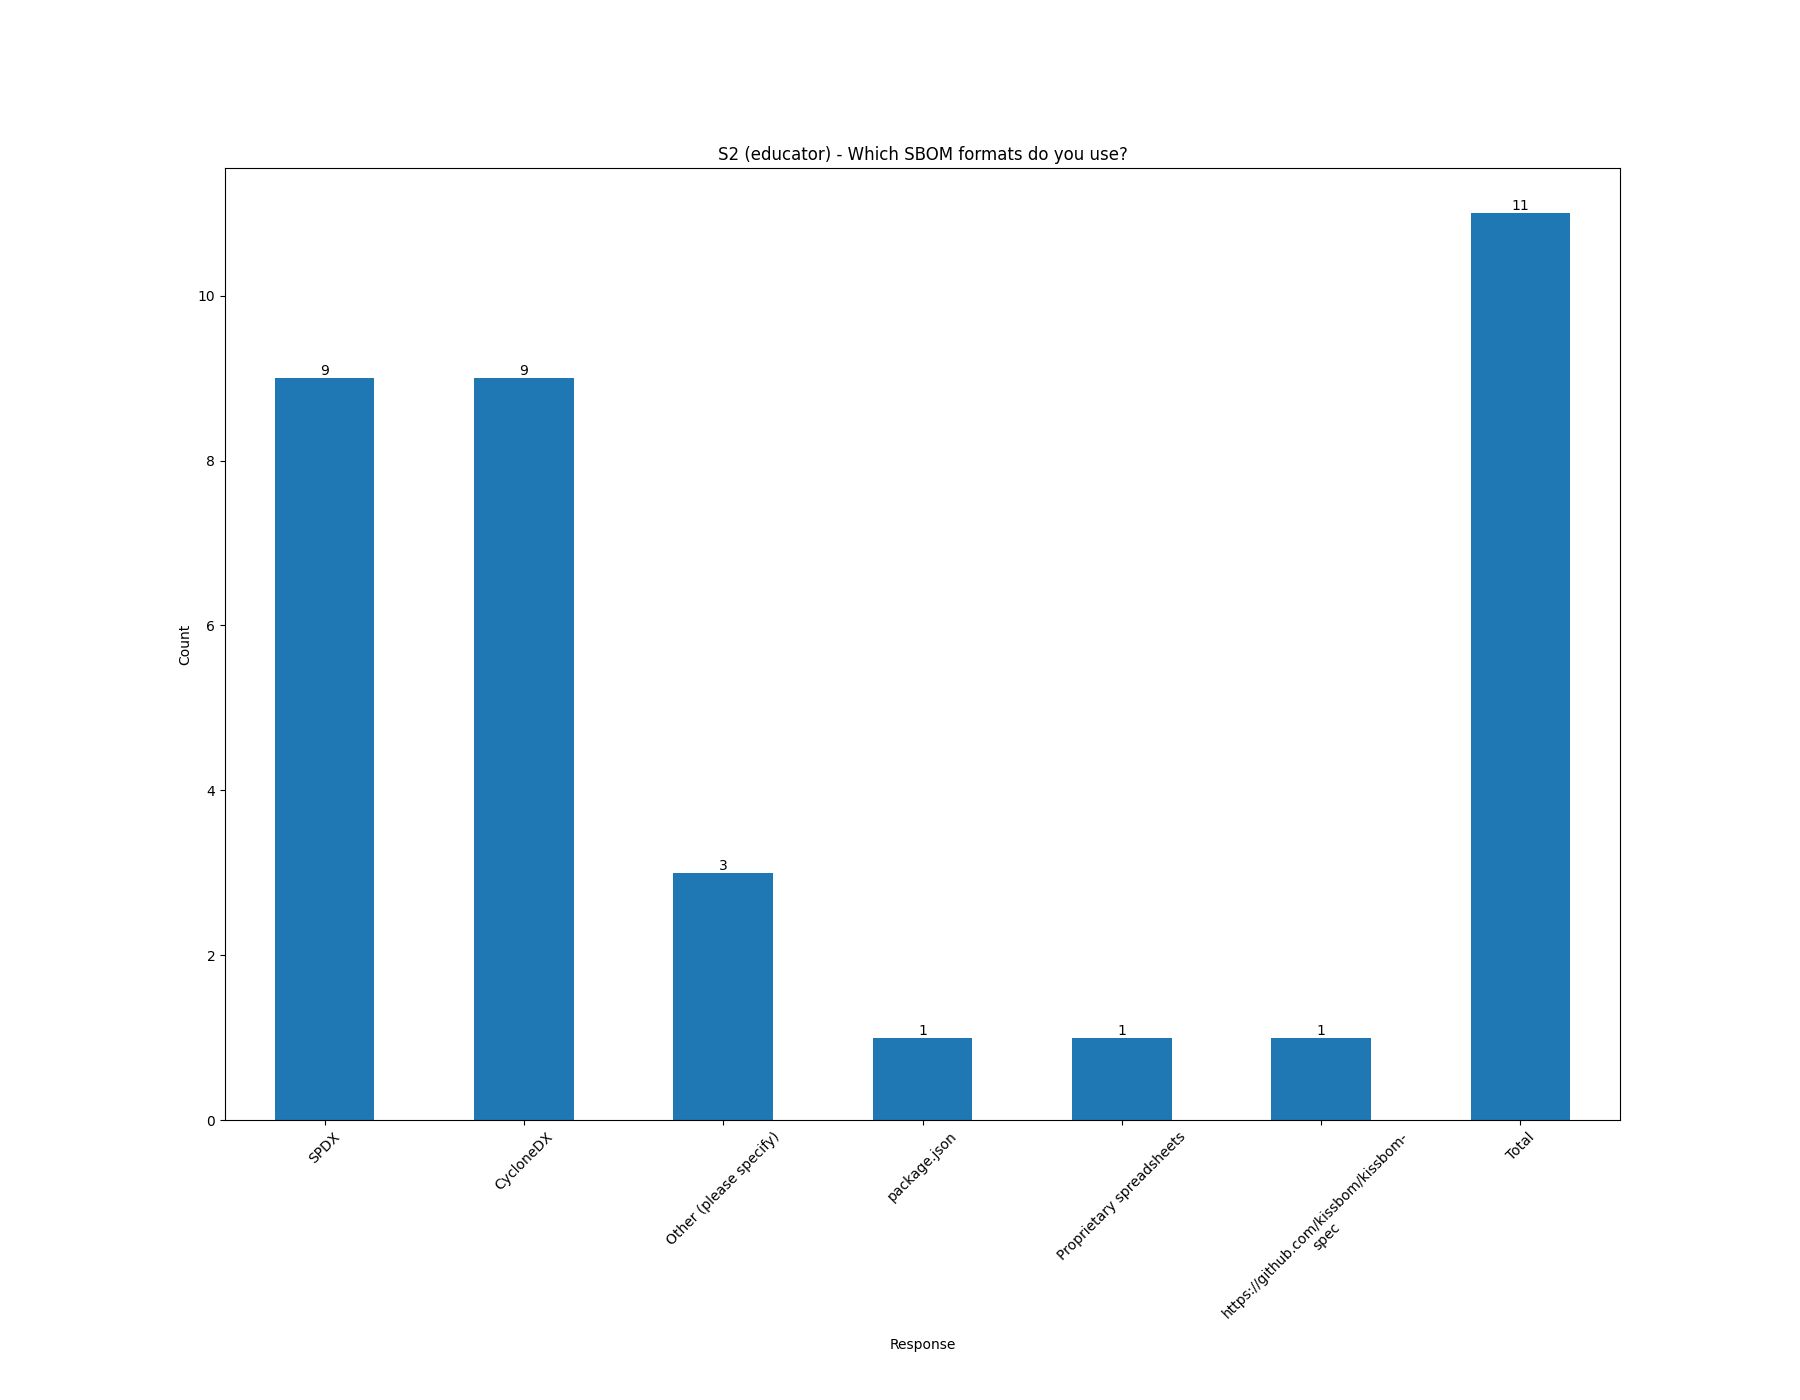 S2 (educator) - Which SBOM formats do you use?
11
10
9
9
8
6
Count
4
3
2
1
1
1
0
SPDX
CycloneDX
Other (please specify)
package.json
Proprietary spreadsheets
https://github.com/kissbom/kissbom-
spec
Total
Response